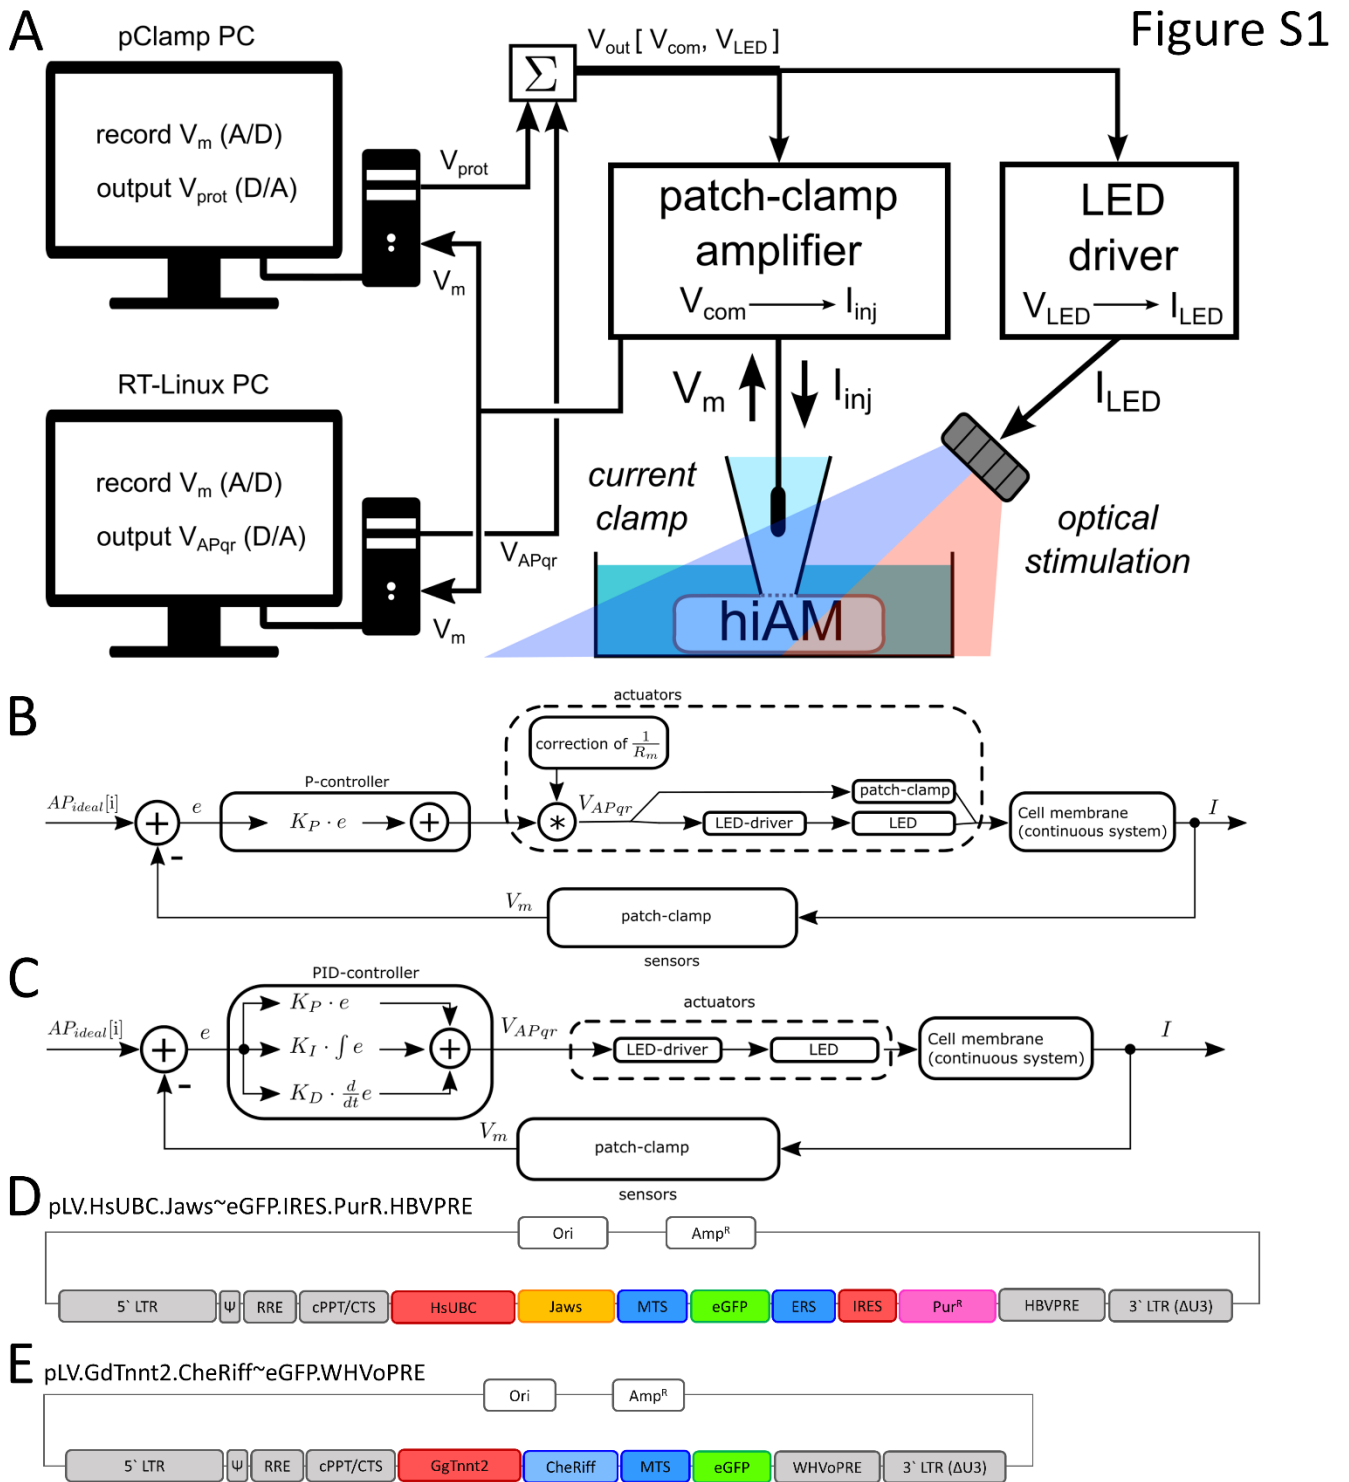 A
Figure S1
pClamp PC
record Vm (A/D)
output Vprot (D/A)
Vprot
Vm
Σ
Vout [ Vcom, VLED ]
patch-clamp
amplifier
Vcom → Iinj
LED
driver
VLED → ILED
Vm
Iinj
ILED
RT-Linux PC
record Vm (A/D)
output VAPqr (D/A)
VAPqr
Vm
current
clamp
optical
stimulation
hiAM
B
actuators
correction of 1/Rm
P-controller
APideal[i]
+
-
e
KP · e
+
*
VAPqr
patch-clamp
LED-driver
LED
Cell membrane
(continuous system)
I
Vm
patch-clamp
sensors
C
PID-controller
APideal[i]
+
-
e
KP · e
KI · ∫ e
KD · d/dt e
+
VAPqr
actuators
LED-driver
LED
Cell membrane
(continuous system)
I
Vm
patch-clamp
sensors
D
pLV.HsUBC.Jaws~eGFP.IRES.PurR.HBVPRE
Ori
AmpR
5` LTR
Ψ
RRE
cPPT/CTS
HsUBC
Jaws
MTS
eGFP
ERS
IRES
PurR
HBVPRE
3` LTR (ΔU3)
E
pLV.GdTnnt2.CheRiff~eGFP.WHVoPRE
Ori
AmpR
5` LTR
Ψ
RRE
cPPT/CTS
GgTnnt2
CheRiff
MTS
eGFP
WHVoPRE
3` LTR (ΔU3)